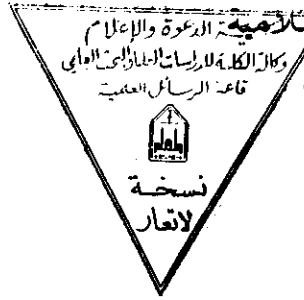 الدعوة والإعلام
وكالة الكلية للدراسات العليا والبحث العلمي
قاعة الرسائل العلمية
نسخة
لاتعار